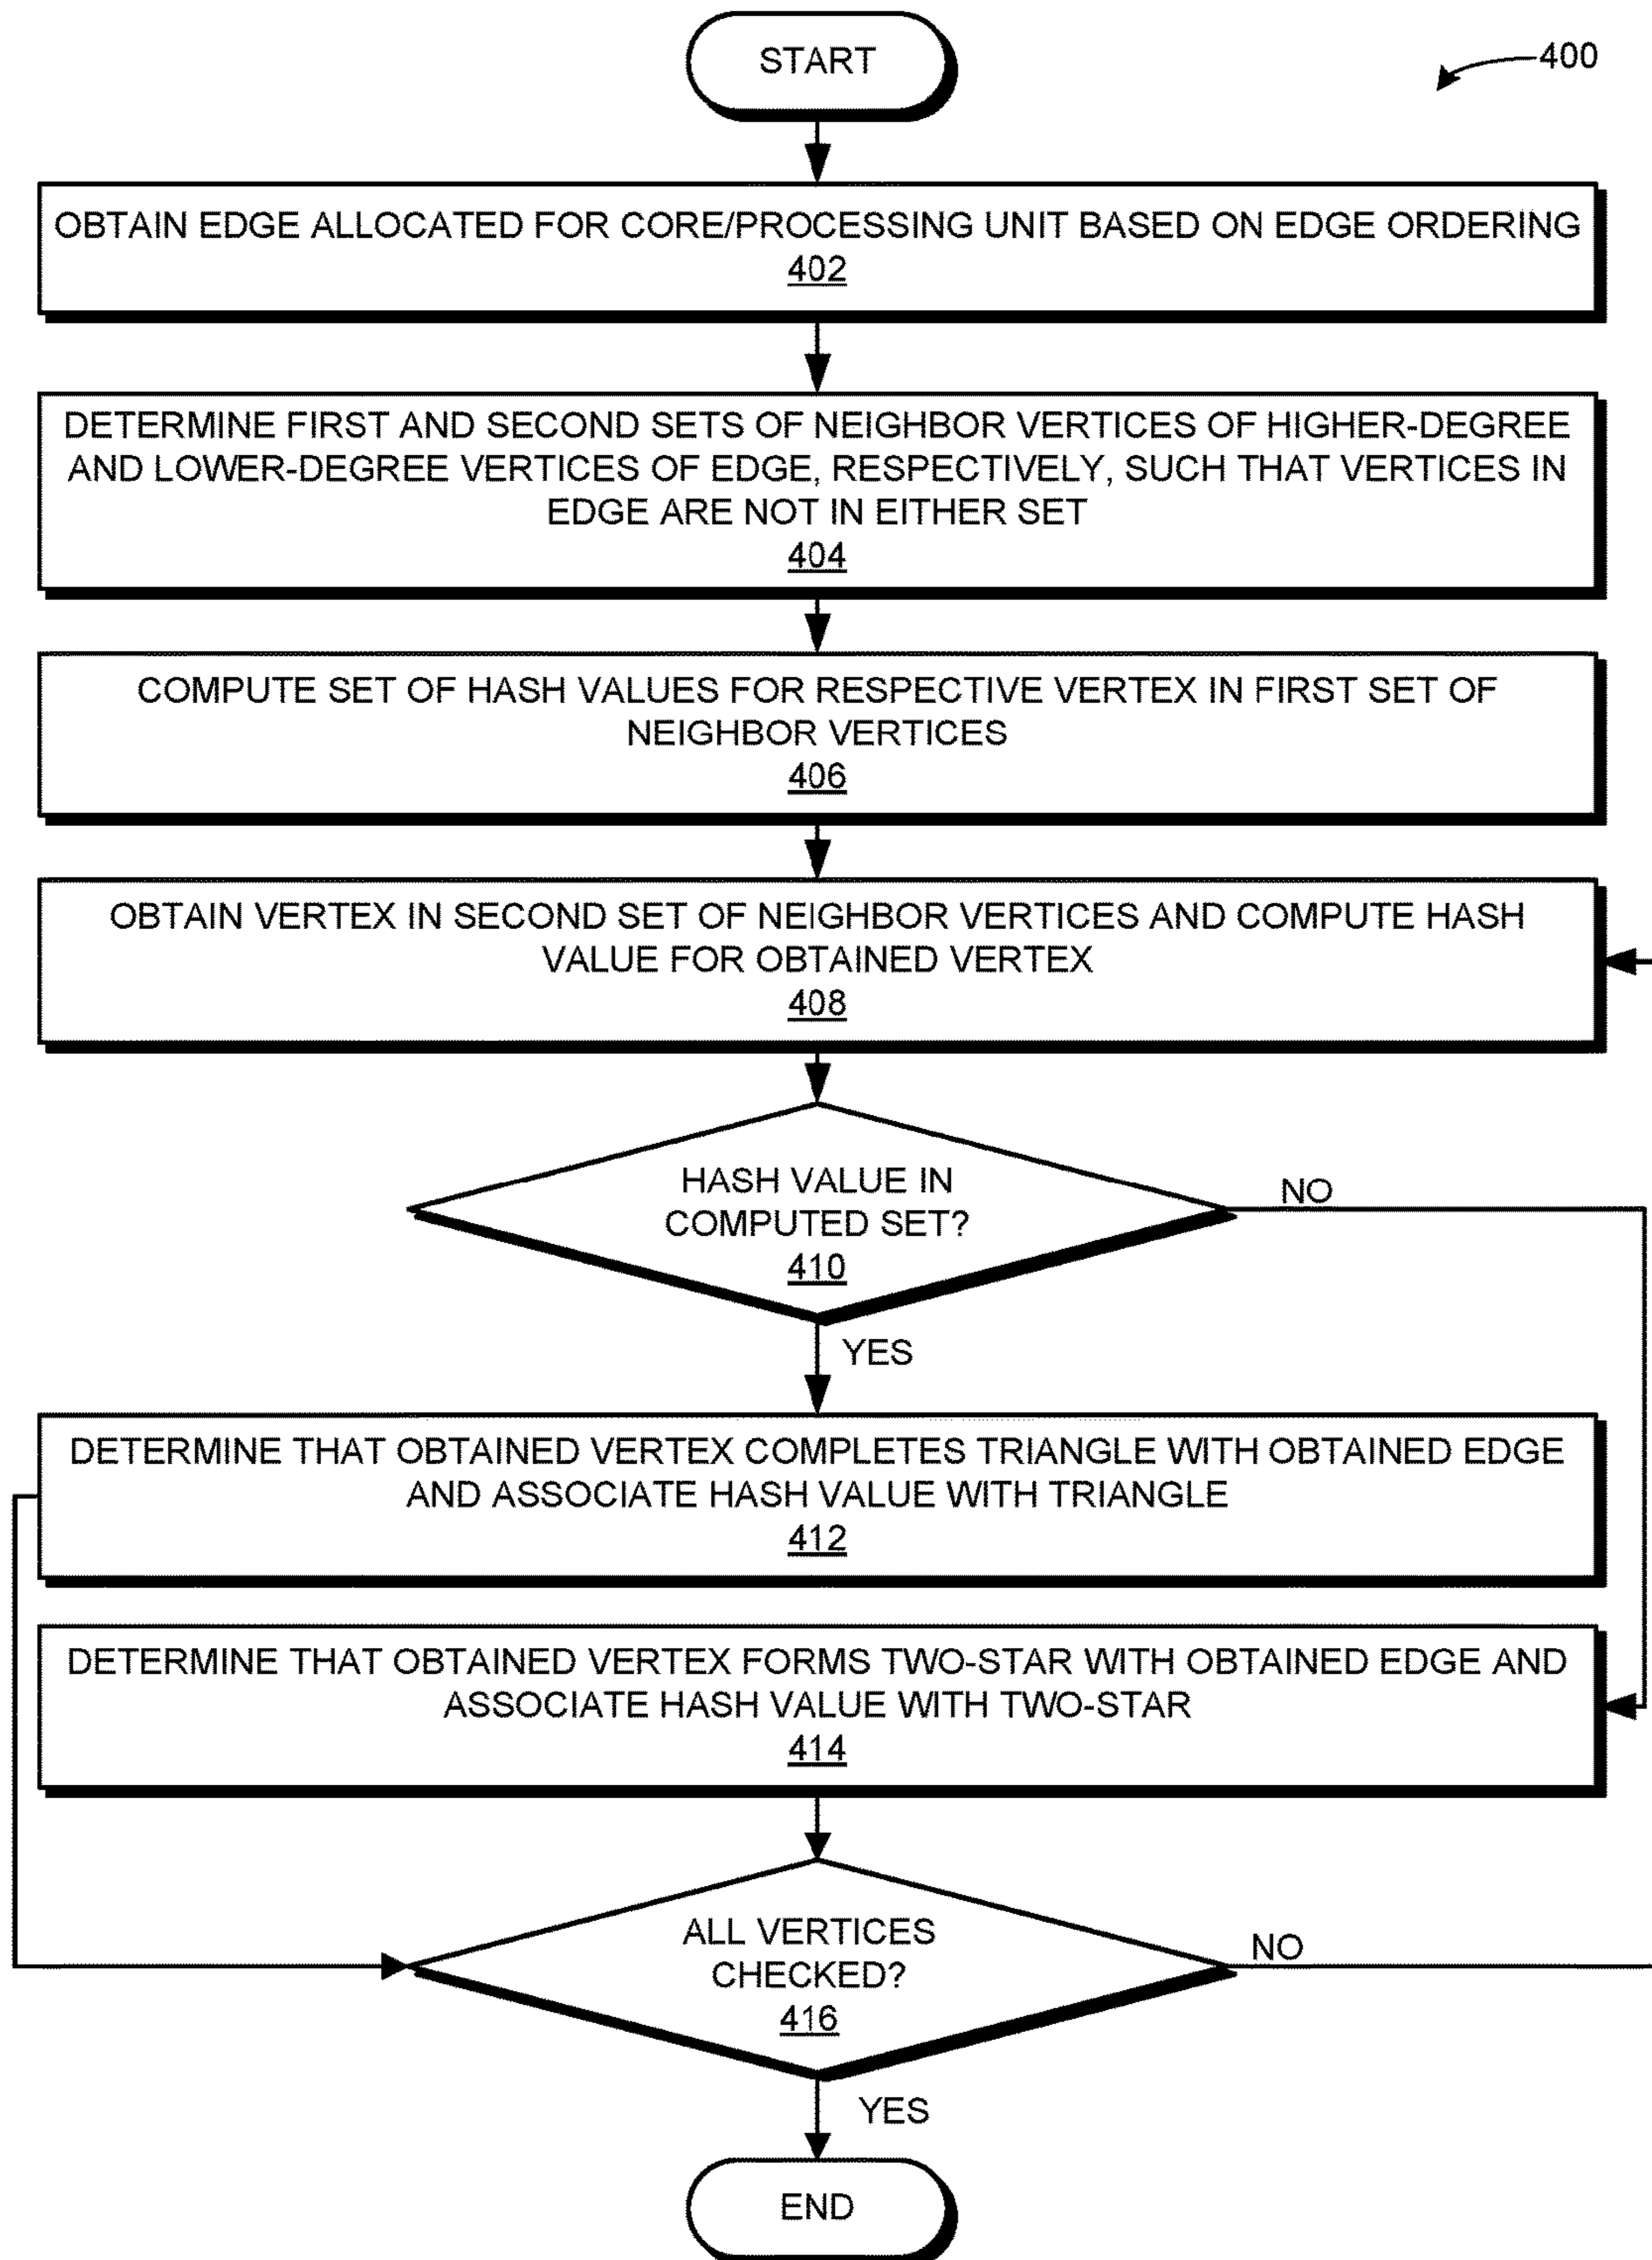 START
400
OBTAIN EDGE ALLOCATED FOR CORE/PROCESSING UNIT BASED ON EDGE ORDERING
402
DETERMINE FIRST AND SECOND SETS OF NEIGHBOR VERTICES OF HIGHER-DEGREE
AND LOWER-DEGREE VERTICES OF EDGE, RESPECTIVELY, SUCH THAT VERTICES IN
EDGE ARE NOT IN EITHER SET
404
COMPUTE SET OF HASH VALUES FOR RESPECTIVE VERTEX IN FIRST SET OF
NEIGHBOR VERTICES
406
OBTAIN VERTEX IN SECOND SET OF NEIGHBOR VERTICES AND COMPUTE HASH
VALUE FOR OBTAINED VERTEX
408
HASH VALUE IN
COMPUTED SET?
410
NO
YES
DETERMINE THAT OBTAINED VERTEX COMPLETES TRIANGLE WITH OBTAINED EDGE
AND ASSOCIATE HASH VALUE WITH TRIANGLE
412
DETERMINE THAT OBTAINED VERTEX FORMS TWO-STAR WITH OBTAINED EDGE AND
ASSOCIATE HASH VALUE WITH TWO-STAR
414
ALL VERTICES
CHECKED?
416
NO
YES
END